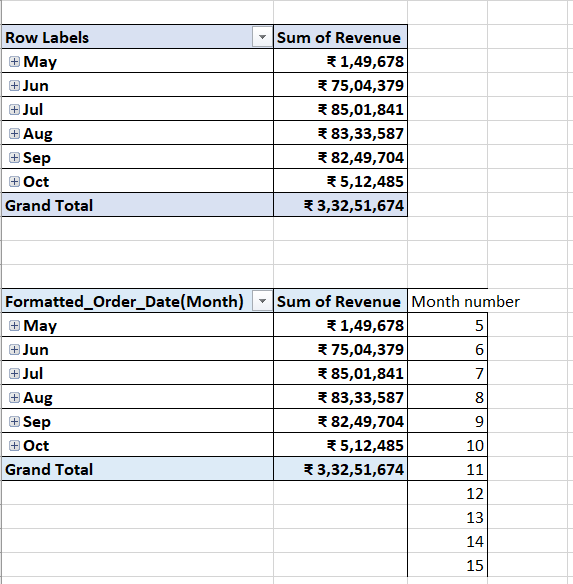 Row Labels Sum of Revenue
May ₹ 1,49,678
Jun ₹ 75,04,379
Jul ₹ 85,01,841
Aug ₹ 83,33,587
Sep ₹ 82,49,704
Oct ₹ 5,12,485
Grand Total ₹ 3,32,51,674
Formatted_Order_Date(Month) Sum of Revenue Month number
May ₹ 1,49,678 5
Jun ₹ 75,04,379 6
Jul ₹ 85,01,841 7
Aug ₹ 83,33,587 8
Sep ₹ 82,49,704 9
Oct ₹ 5,12,485 10
Grand Total ₹ 3,32,51,674 11
12
13
14
15